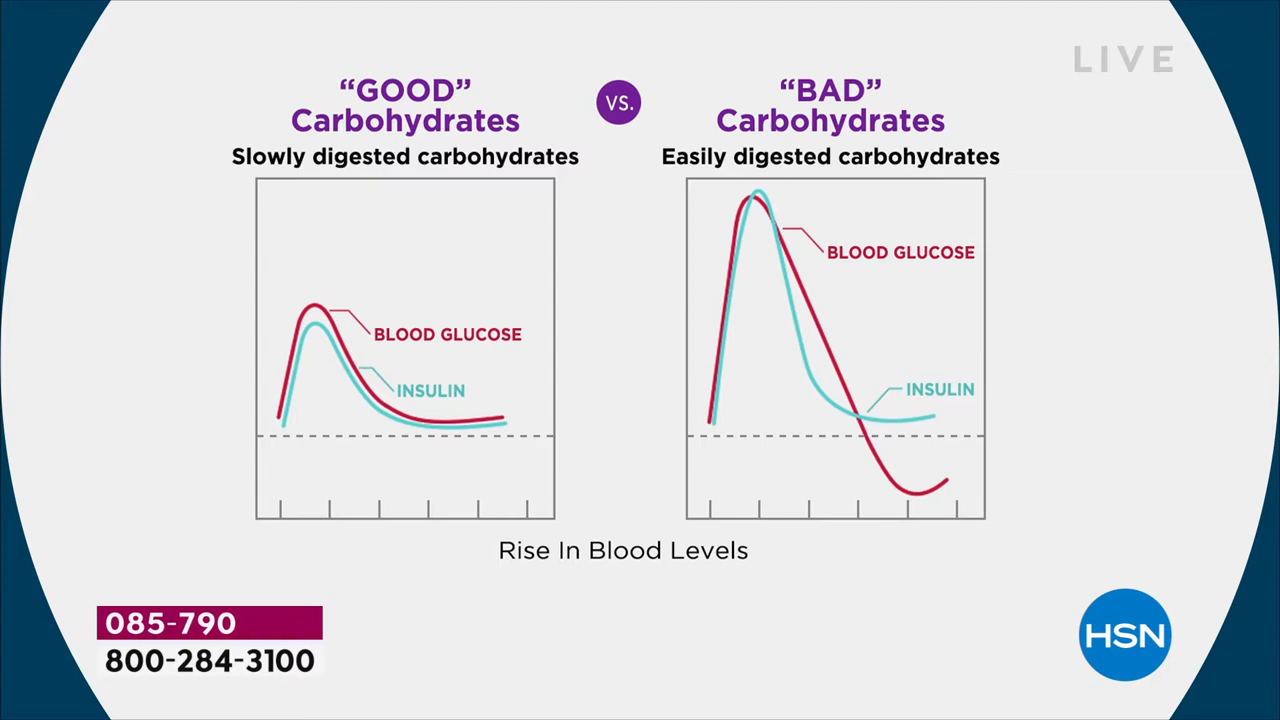 LIVE
“GOOD”
Carbohydrates
Slowly digested carbohydrates
VS.
“BAD”
Carbohydrates
Easily digested carbohydrates
BLOOD GLUCOSE
INSULIN
BLOOD GLUCOSE
INSULIN
Rise In Blood Levels
085-790
800-284-3100
HSN